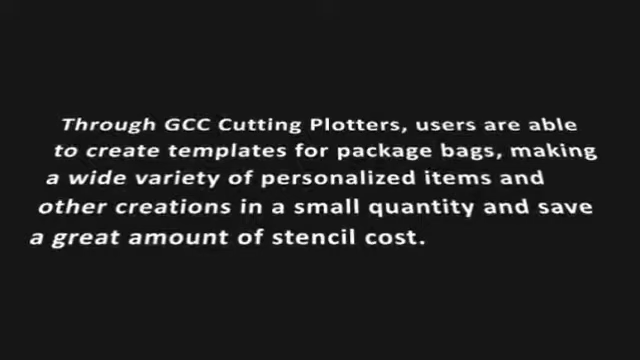 Through GCC Cutting Plotters, users are able
to create templates for package bags, making
a wide variety of personalized items and
other creations in a small quantity and save
a great amount of stencil cost.